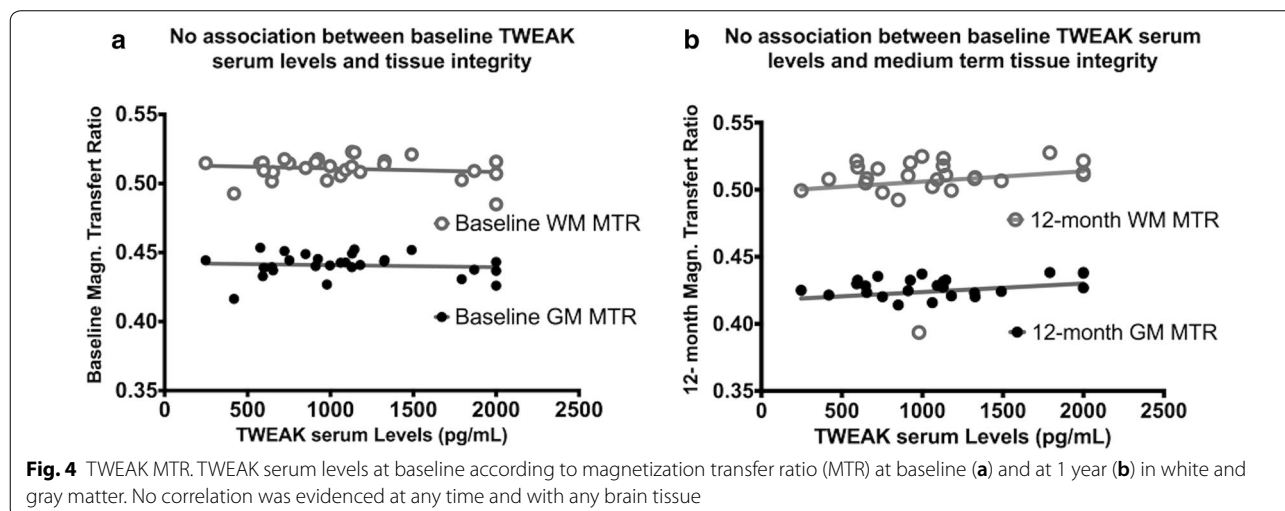 a
No association between baseline TWEAK
serum levels and tissue integrity
Baseline Magn. Transfert Ratio
0.55
0.50
0.45
0.40
0.35
Baseline WM MTR
Baseline GM MTR
0
500
1000
1500
2000
2500
TWEAK serum Levels (pg/mL)
b
No association between baseline TWEAK serum
levels and medium term tissue integrity
12- month Magn. Transfert Ratio
0.55
0.50
0.45
0.40
0.35
12-month WM MTR
12-month GM MTR
0
500
1000
1500
2000
2500
TWEAK serum Levels (pg/mL)
Fig. 4 TWEAK MTR. TWEAK serum levels at baseline according to magnetization transfer ratio (MTR) at baseline (a) and at 1 year (b) in white and
gray matter. No correlation was evidenced at any time and with any brain tissue